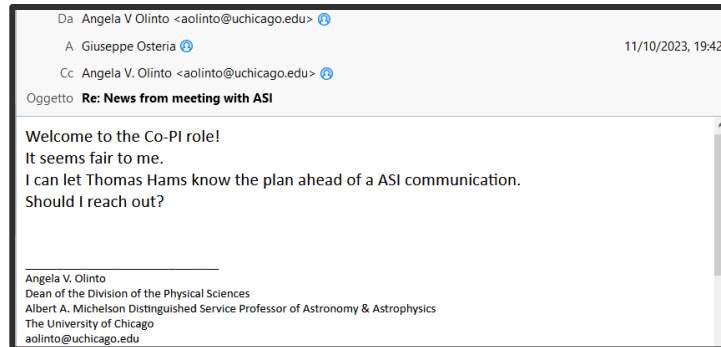 Da Angela V Olinto <aolinto@uchicago.edu>
A Giuseppe Osteria 11/10/2023, 19:42
Cc Angela V. Olinto <aolinto@uchicago.edu>
Oggetto Re: News from meeting with ASI
Welcome to the Co-PI role!
It seems fair to me.
I can let Thomas Hams know the plan ahead of a ASI communication.
Should I reach out?
Angela V. Olinto
Dean of the Division of the Physical Sciences
Albert A. Michelson Distinguished Service Professor of Astronomy & Astrophysics
The University of Chicago
aolinto@uchicago.edu